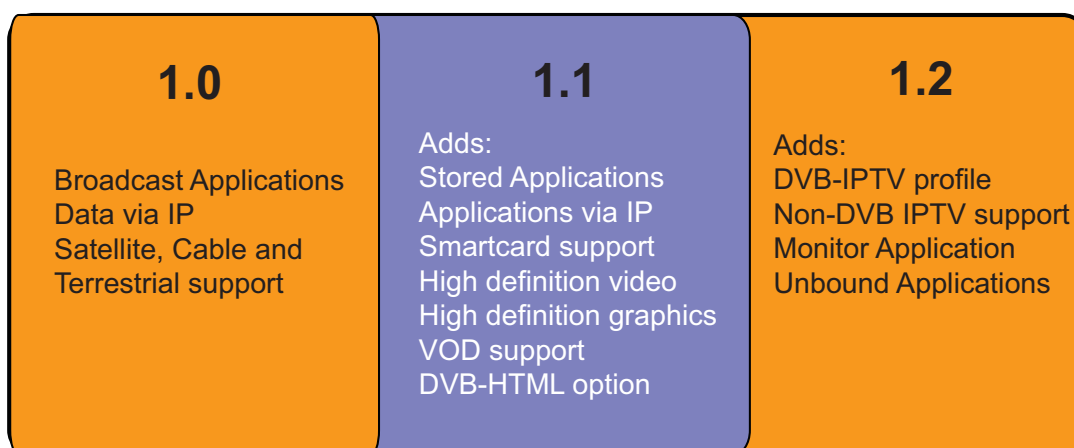 1.0
Broadcast Applications
Data via IP
Satellite, Cable and
Terrestrial support
1.1
Adds:
Stored Applications
Applications via IP
Smartcard support
High definition video
High definition graphics
VOD support
DVB-HTML option
1.2
Adds:
DVB-IPTV profile
Non-DVB IPTV support
Monitor Application
Unbound Applications